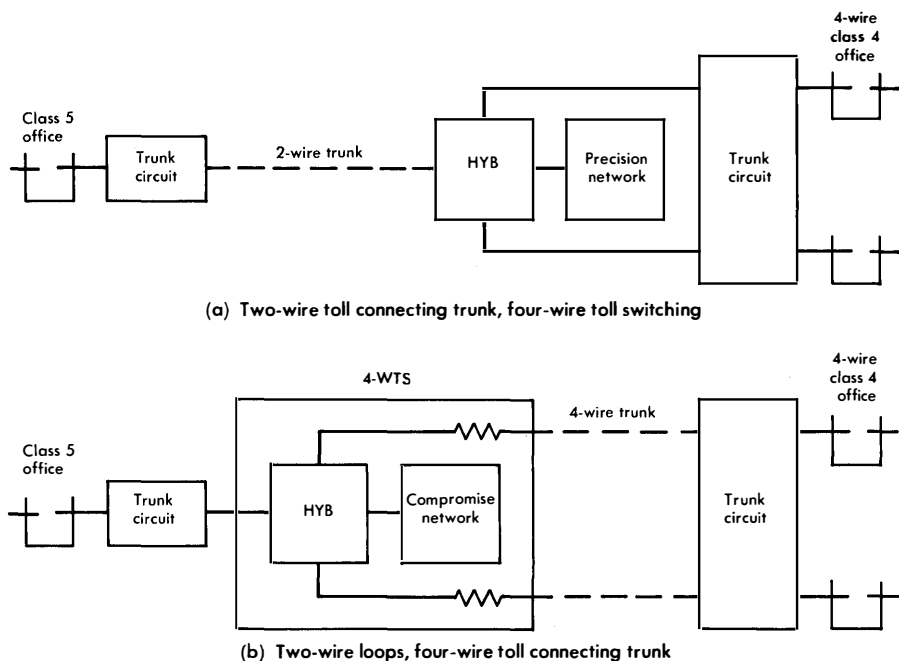 4-wire
class 4
office
Class 5
office
Trunk
circuit
2-wire trunk
HYB
Precision
network
Trunk
circuit
(a) Two-wire toll connecting trunk, four-wire toll switching
4-WTS
4-wire
class 4
office
4-wire trunk
Class 5
office
Trunk
circuit
HYB
Compromise
network
Trunk
circuit
(b) Two-wire loops, four-wire toll connecting trunk